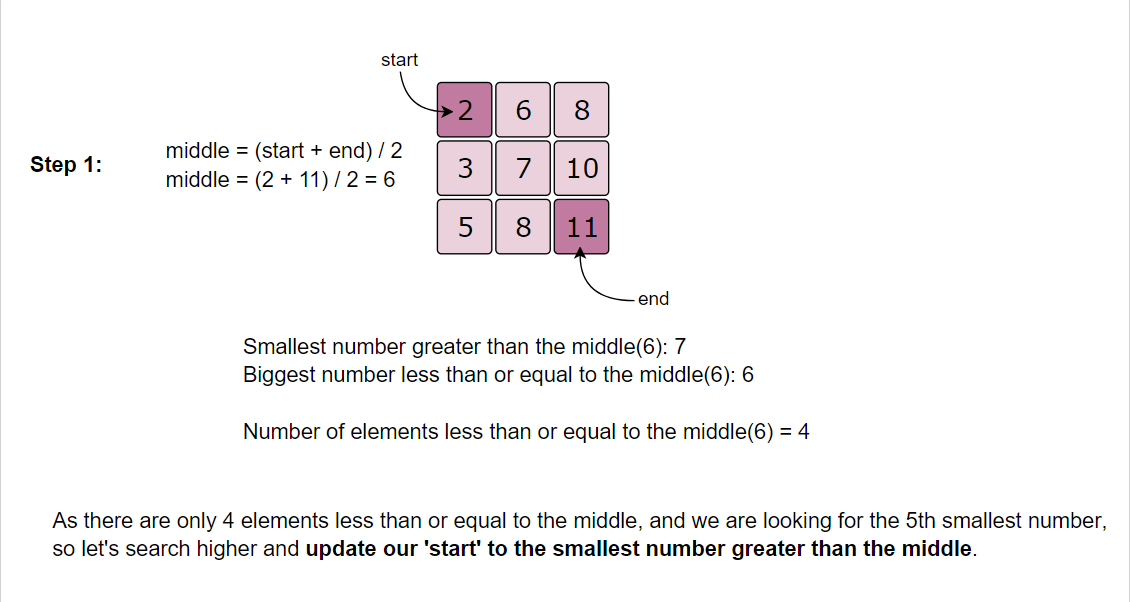 start
2 6 8
Step 1:
middle = (start + end) / 2
middle = (2 + 11) / 2 = 6
3 7 10
5 8 11
end
Smallest number greater than the middle(6): 7
Biggest number less than or equal to the middle(6): 6
Number of elements less than or equal to the middle(6) = 4
As there are only 4 elements less than or equal to the middle, and we are looking for the 5th smallest number,
so let's search higher and update our 'start' to the smallest number greater than the middle.